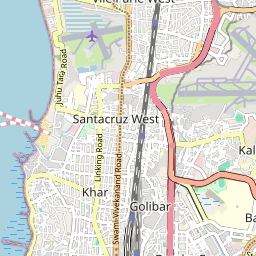 Vile Parle West
Juhu Tara Road
Santacruz West
Linking Road
Kal
Khar
Swami Vivekanand Road
Golibar
Ba